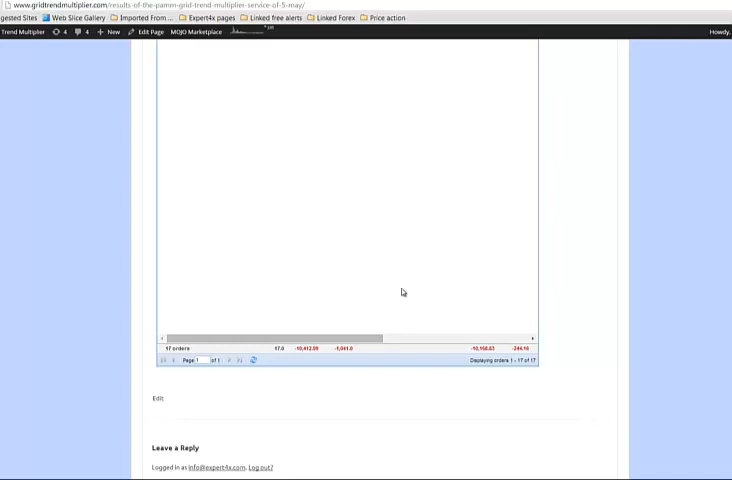 www.gridtrendmultiplier.com/results-of-the-pamm-grid-trend-multiplier-service-of-5-may/
gested Sites Web Slice Gallery Imported From ... Expert4x pages Linked free alerts Linked Forex Price action
Trend Multiplier 4 4 + New Edit Page MOJO Marketplace Howdy,
17 orders 17.0 -10,412.09 -1,041.0 -10,168.03 -244.16
Page 1 of 1 Displaying orders 1 - 17 of 17
Edit
Leave a Reply
Logged in as info@expert4x.com. Log out?